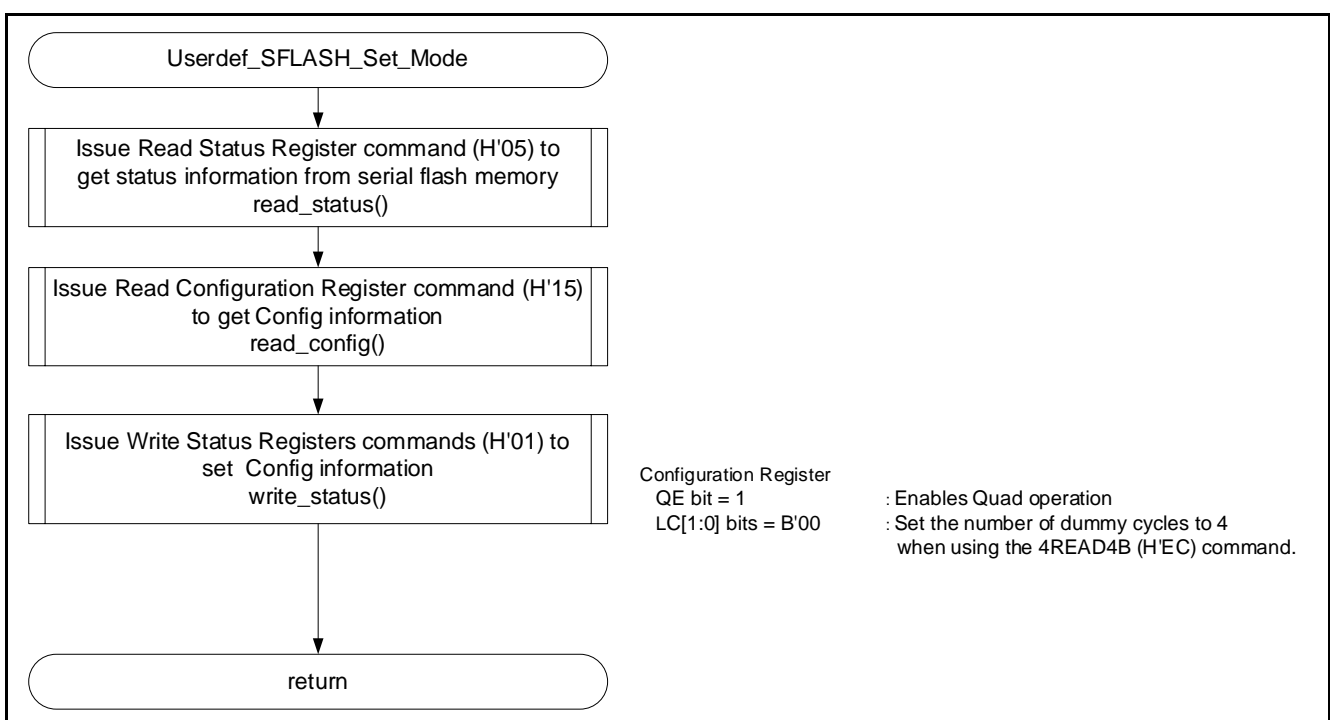 Userdef_SFLASH_Set_Mode
Issue Read Status Register command (H'05) to
get status information from serial flash memory
read_status()
Issue Read Configuration Register command (H'15)
to get Config information
read_config()
Issue Write Status Registers commands (H'01) to
set Config information
write_status()
Configuration Register
QE bit = 1 : Enables Quad operation
LC[1:0] bits = B'00 : Set the number of dummy cycles to 4
when using the 4READ4B (H'EC) command.
return